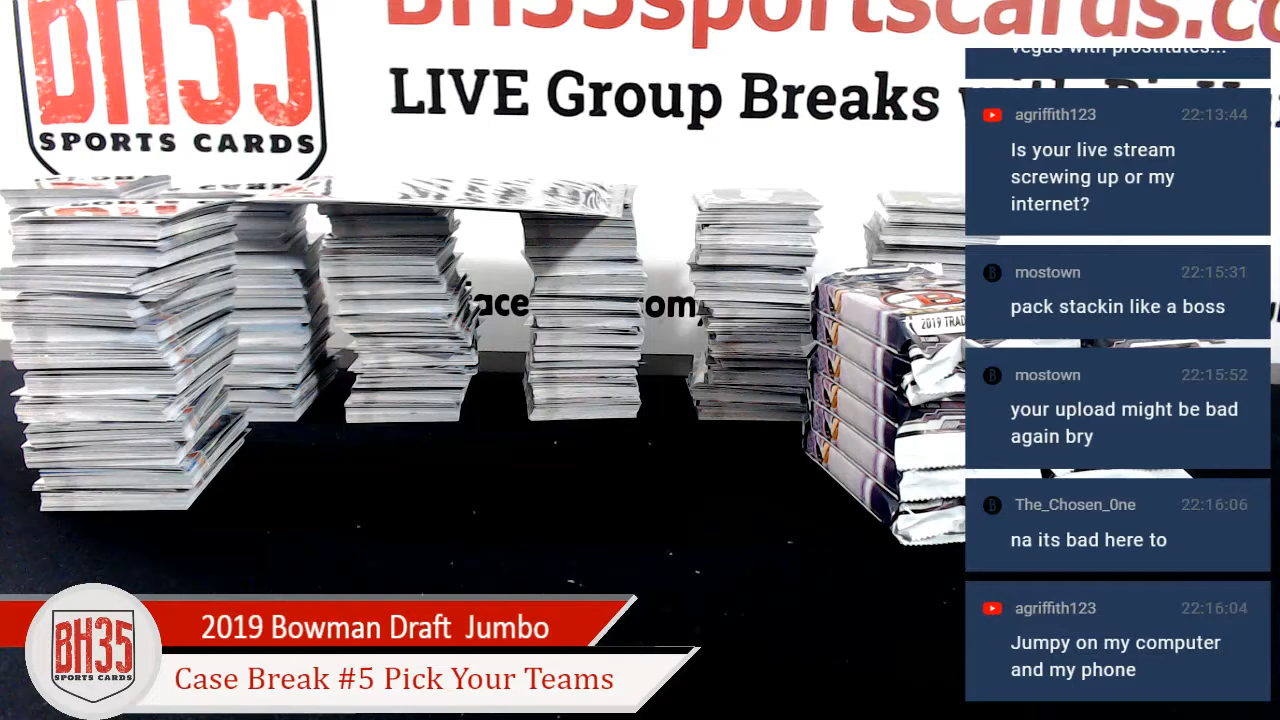 BH35
SPORTS CARDS
BH35sportscards.co
LIVE Group Breaks
vegas with prostitutes...
agriffith123 22:13:44
Is your live stream
screwing up or my
internet?
mostown 22:15:31
pack stackin like a boss
mostown 22:15:52
your upload might be bad
again bry
The_Chosen_0ne 22:16:06
na its bad here to
agriffith123 22:16:04
Jumpy on my computer
and my phone
2019 TRAD
BH35
SPORTS CARDS
2019 Bowman Draft Jumbo
Case Break #5 Pick Your Teams